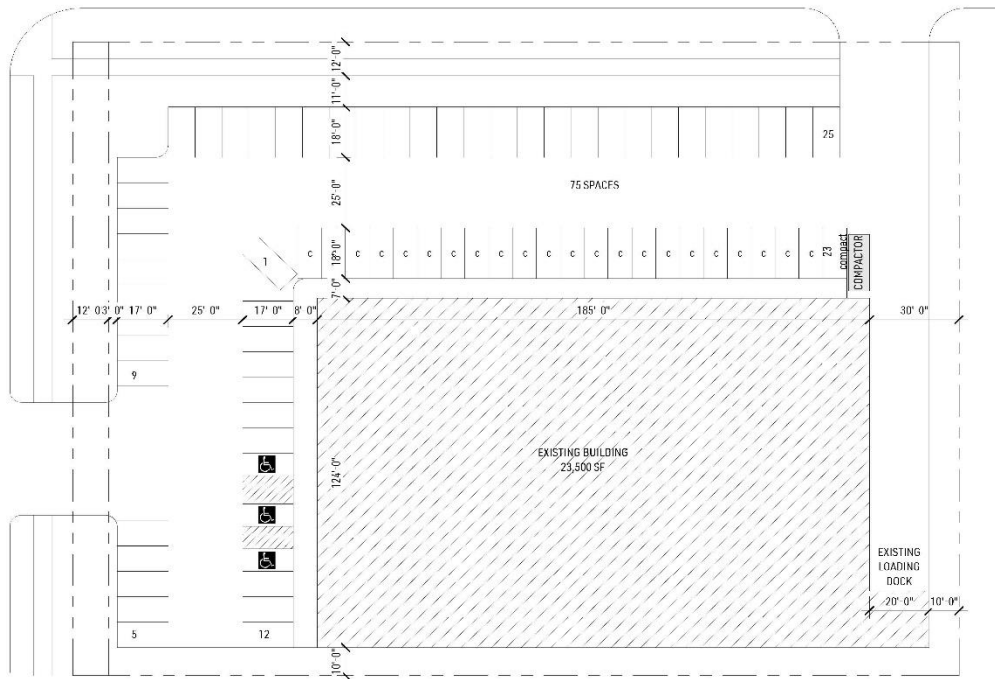 12'-0"
11'-0"
18'-0"
25
75 SPACES
25'-0"
1
C C C C C C C C C C C C C C C C C C C C C
23
18'-0"
compact
COMPACTOR
7'-0"
12' 0"
3' 0"
17' 0"
25' 0"
17' 0"
8' 0"
185' 0"
30' 0"
9
EXISTING BUILDING
23,500 SF
124'-0"
EXISTING
LOADING
DOCK
20'-0"
10'-0"
5
12
10'-0"